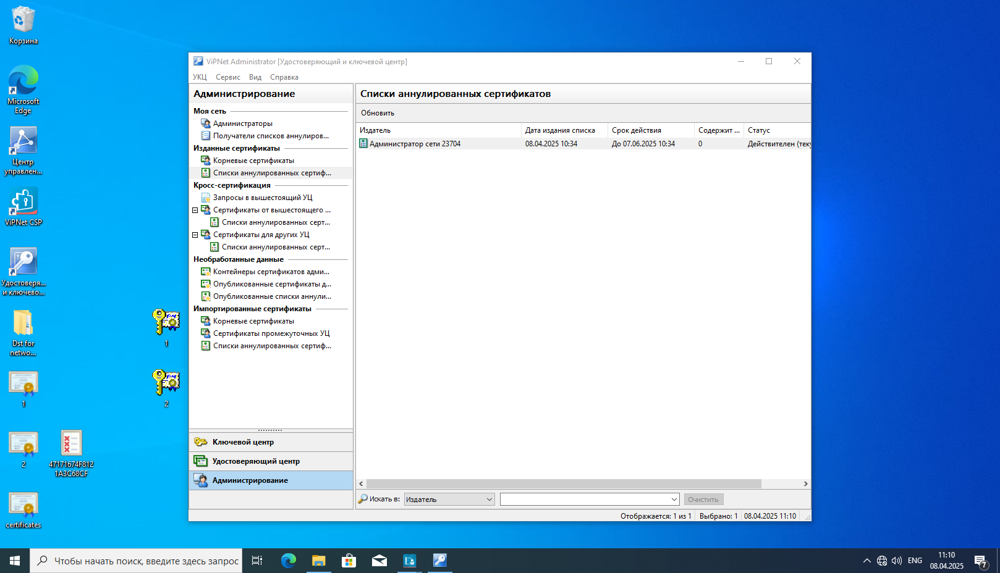 Корзина
Microsoft
Edge
Центр
управлен...
ViPNet CSP
Удостоверя...
и ключево...
Dst for
netwo...
1
2
certificates
47171674F812
1A3C68CF
1
2
ViPNet Administrator [Удостоверяющий и ключевой центр]
УКЦ Сервис Вид Справка
Администрирование
Моя сеть
Администраторы
Получатели списков аннулиров...
Изданные сертификаты
Корневые сертификаты
Списки аннулированных сертиф...
Кросс-сертификация
Запросы в вышестоящий УЦ
Сертификаты от вышестоящего ...
Списки аннулированных серт...
Сертификаты для других УЦ
Списки аннулированных серт...
Необработанные данные
Контейнеры сертификатов адми...
Опубликованные сертификаты д...
Опубликованные списки аннули...
Импортированные сертификаты
Корневые сертификаты
Сертификаты промежуточных УЦ
Списки аннулированных сертиф...
Ключевой центр
Удостоверяющий центр
Администрирование
Списки аннулированных сертификатов
Обновить
Издатель Дата издания списка Срок действия Содержит ... Статус
Администратор сети 23704 08.04.2025 10:34 До 07.06.2025 10:34 0 Действителен (теку
Искать в: Издатель Очистить
Отображается: 1 из 1 Выбрано: 1 08.04.2025 11:10
Чтобы начать поиск, введите здесь запрос
ENG
11:10
08.04.2025
7